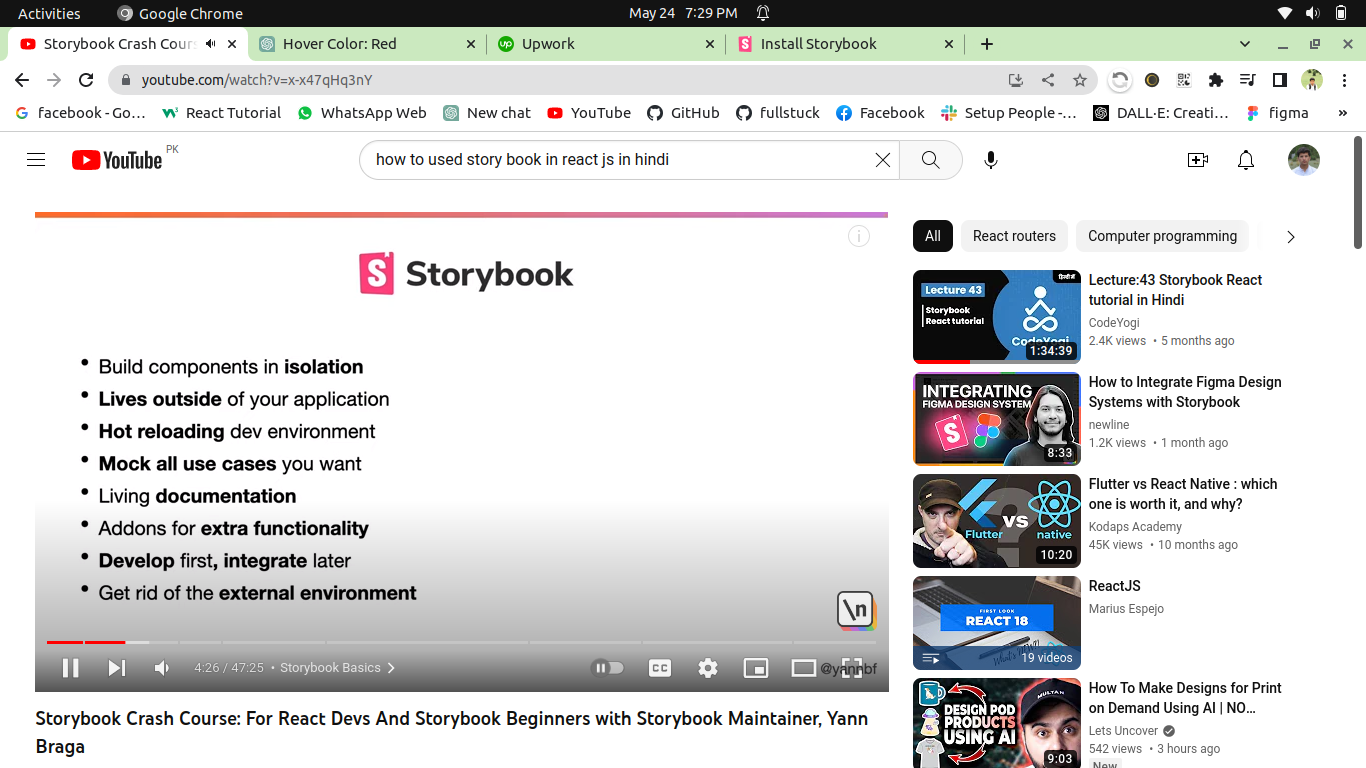 Activities Google Chrome May 24 7:29 PM
Storybook Crash Cours Hover Color: Red Upwork Install Storybook
youtube.com/watch?v=x-x47qHq3nY
facebook - Go… React Tutorial WhatsApp Web New chat YouTube GitHub fullstuck Facebook Setup People -… DALL·E: Creati… figma »
YouTube PK how to used story book in react js in hindi
All React routers Computer programming
Storybook
• Build components in isolation
• Lives outside of your application
• Hot reloading dev environment
• Mock all use cases you want
• Living documentation
• Addons for extra functionality
• Develop first, integrate later
• Get rid of the external environment
\n
4:26 / 47:25 • Storybook Basics CC @yannbf
Storybook Crash Course: For React Devs And Storybook Beginners with Storybook Maintainer, Yann
Braga
Lecture 43
Storybook
React tutorial
हिन्दी में
CodeYogi
1:34:39
Lecture:43 Storybook React
tutorial in Hindi
CodeYogi
2.4K views • 5 months ago
INTEGRATING
FIGMA DESIGN SYSTEM
8:33
How to Integrate Figma Design
Systems with Storybook
newline
1.2K views • 1 month ago
Flutter VS native
10:20
Flutter vs React Native : which
one is worth it, and why?
Kodaps Academy
45K views • 10 months ago
FIRST LOOK
REACT 18
19 videos
ReactJS
Marius Espejo
DESIGN POD
PRODUCTS
USING AI
MULTAN
9:03
How To Make Designs for Print
on Demand Using AI | NO…
Lets Uncover
542 views • 3 hours ago
New